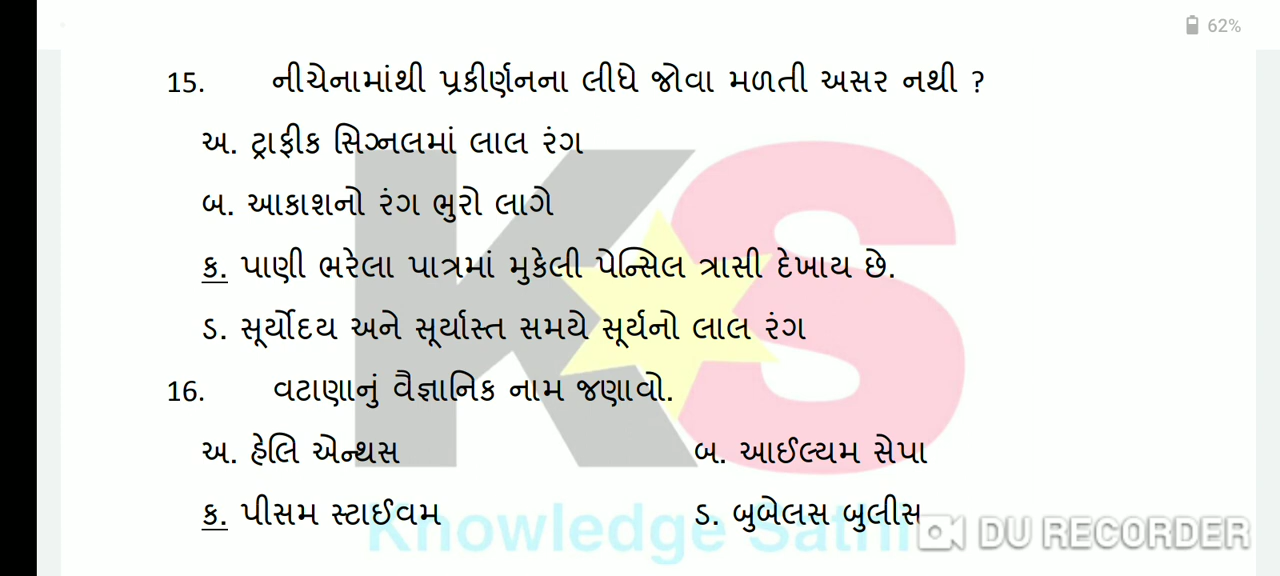 62%
15. નીચેનામાંથી પ્રકીર્ણનના લીધે જોવા મળતી અસર નથી ?
અ. ટ્રાફીક સિગ્નલમાં લાલ રંગ
બ. આકાશનો રંગ ભુરો લાગે
ક. પાણી ભરેલા પાત્રમાં મુકેલી પેન્સિલ ત્રાસી દેખાય છે.
ડ. સૂર્યોદય અને સૂર્યાસ્ત સમયે સૂર્યનો લાલ રંગ
16. વટાણાનું વૈજ્ઞાનિક નામ જણાવો.
અ. હેલિ એન્થસ બ. આઈલ્યમ સેપા
ક. પીસમ સ્ટાઈવમ ડ. બુબેલસ બુલીસ
KS
Knowledge Sathi
DU RECORDER